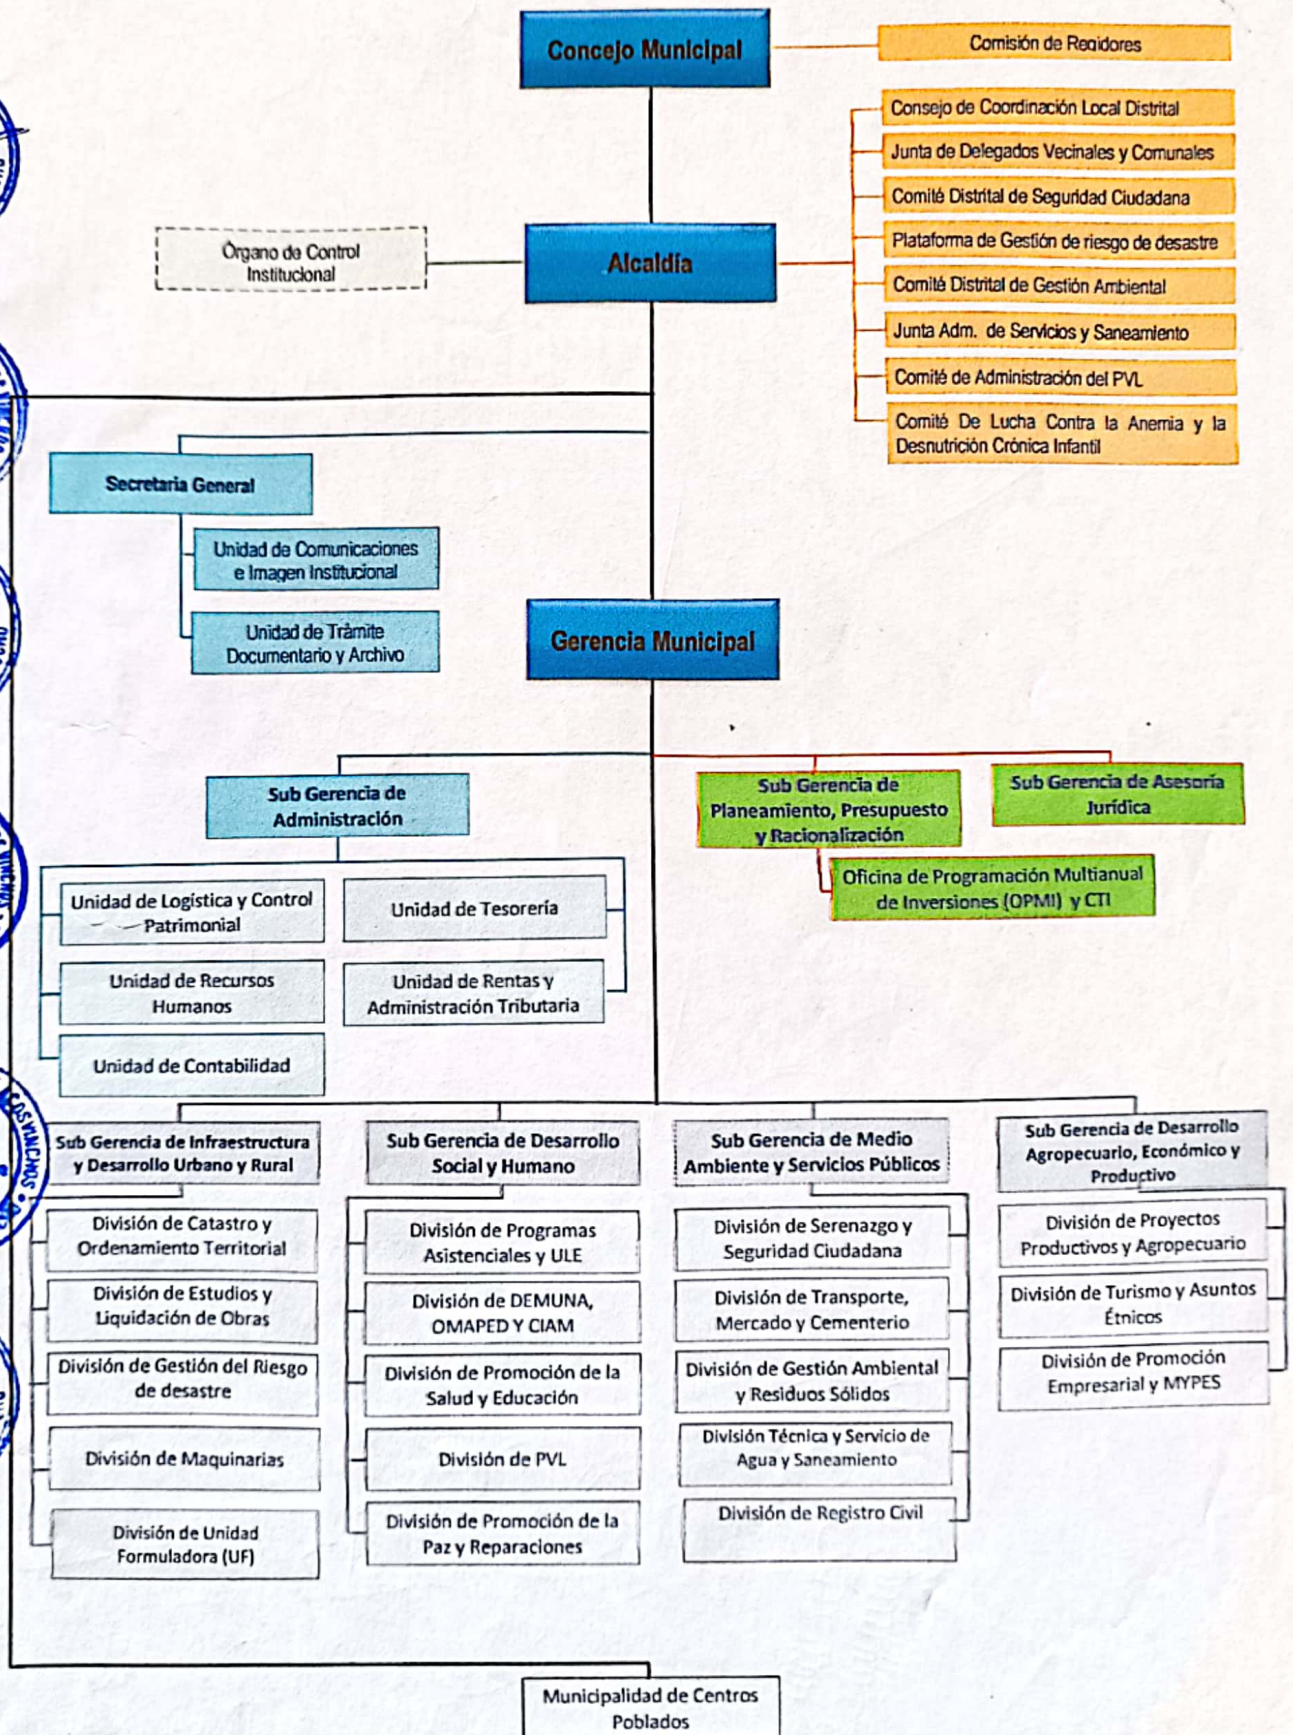 Concejo Municipal
Comisión de Regidores
Consejo de Coordinación Local Distrital
Junta de Delegados Vecinales y Comunales
Comité Distrital de Seguridad Ciudadana
Plataforma de Gestión de riesgo de desastre
Comité Distrital de Gestión Ambiental
Junta Adm. de Servicios y Saneamiento
Comité de Administración del PVL
Comité De Lucha Contra la Anemia y la
Desnutrición Crónica Infantil
Órgano de Control
Institucional
Alcaldía
Secretaria General
Unidad de Comunicaciones
e Imagen Institucional
Unidad de Tràmite
Documentario y Archivo
Gerencia Municipal
Sub Gerencia de
Administración
Sub Gerencia de
Planeamiento, Presupuesto
y Racionalización
Sub Gerencia de Asesoría
Jurídica
Oficina de Programación Multianual
de Inversiones (OPMI) y CTI
Unidad de Logística y Control
Patrimonial
Unidad de Tesorería
Unidad de Recursos
Humanos
Unidad de Rentas y
Administración Tributaria
Unidad de Contabilidad
Sub Gerencia de Infraestructura
y Desarrollo Urbano y Rural
División de Catastro y
Ordenamiento Territorial
División de Estudios y
Liquidación de Obras
División de Gestión del Riesgo
de desastre
División de Maquinarias
División de Unidad
Formuladora (UF)
Sub Gerencia de Desarrollo
Social y Humano
División de Programas
Asistenciales y ULE
División de DEMUNA,
OMAPED Y CIAM
División de Promoción de la
Salud y Educación
División de PVL
División de Promoción de la
Paz y Reparaciones
Sub Gerencia de Medio
Ambiente y Servicios Públicos
División de Serenazgo y
Seguridad Ciudadana
División de Transporte,
Mercado y Cementerio
División de Gestión Ambiental
y Residuos Sólidos
División Técnica y Servicio de
Agua y Saneamiento
División de Registro Civil
Sub Gerencia de Desarrollo
Agropecuario, Económico y
Productivo
División de Proyectos
Productivos y Agropecuario
División de Turismo y Asuntos
Étnicos
División de Promoción
Empresarial y MYPES
Municipalidad de Centros
Poblados